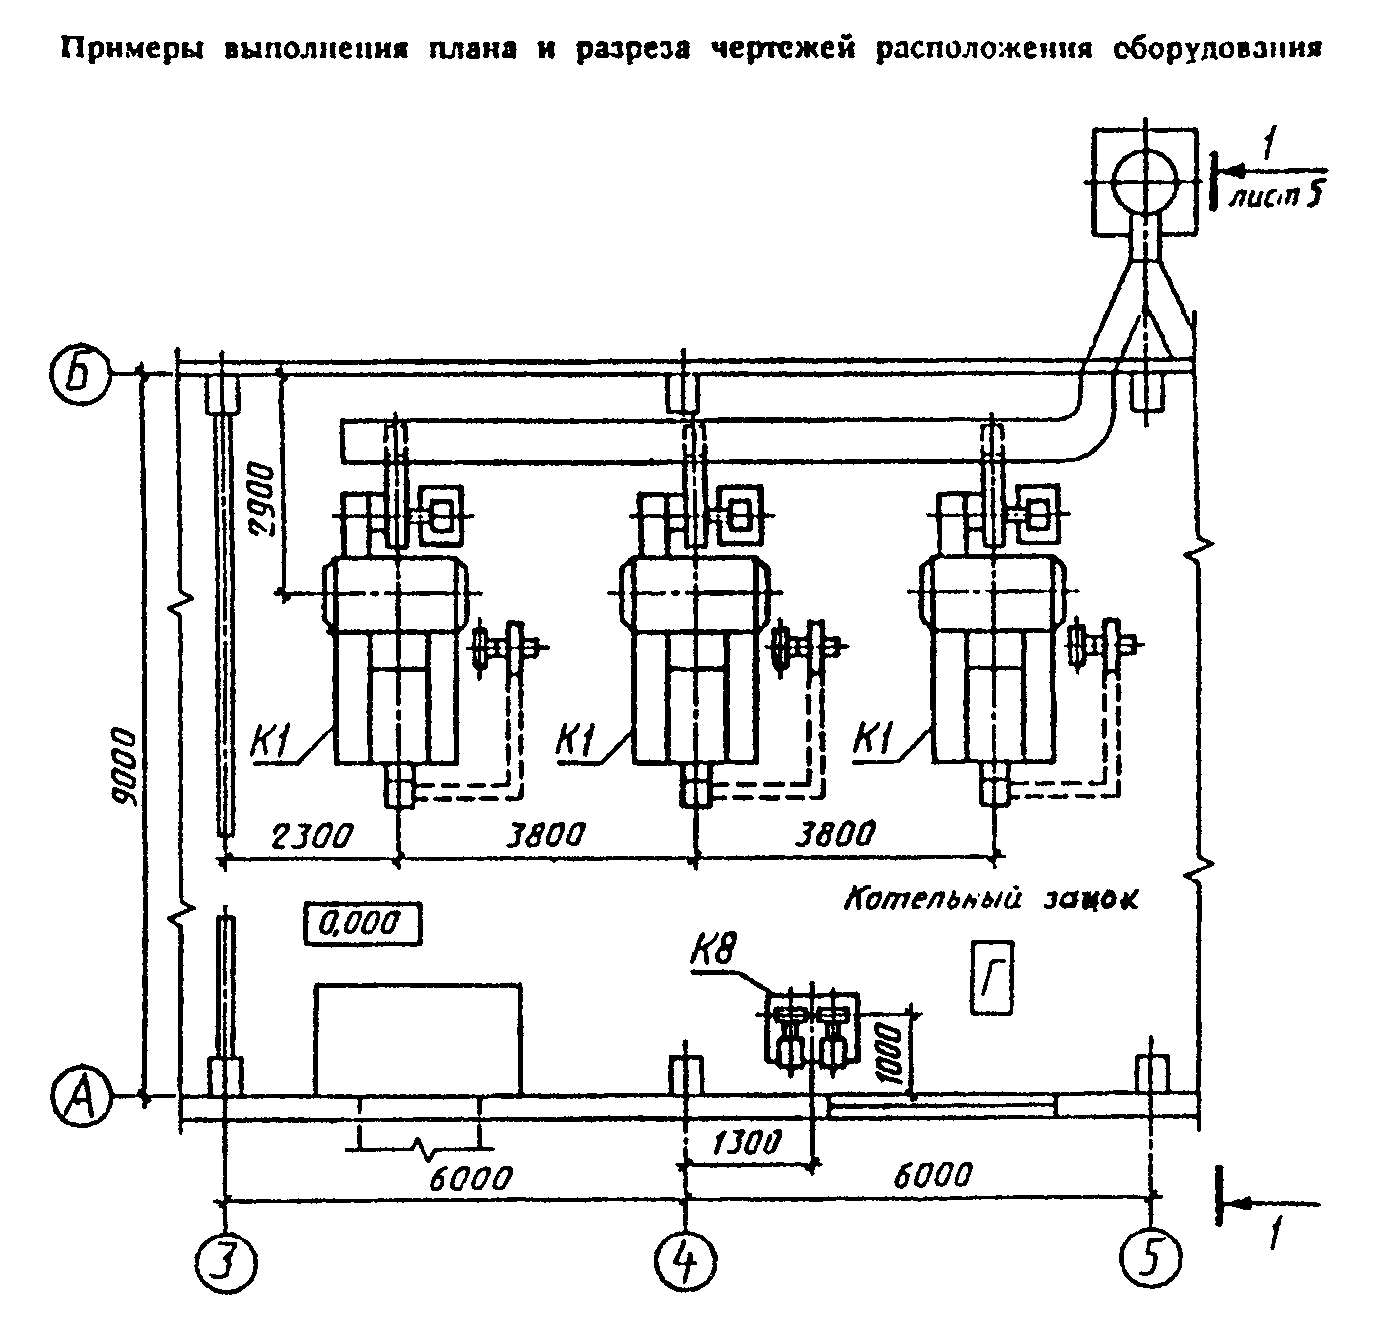 Примеры выполнения плана и разреза чертежей расположения оборудования
1
лист 5
Б
2900
9000
К1
К1
К1
2300
3800
3800
Котельный зацок
0,000
К8
Г
1000
А
1300
6000
6000
1
3
4
5